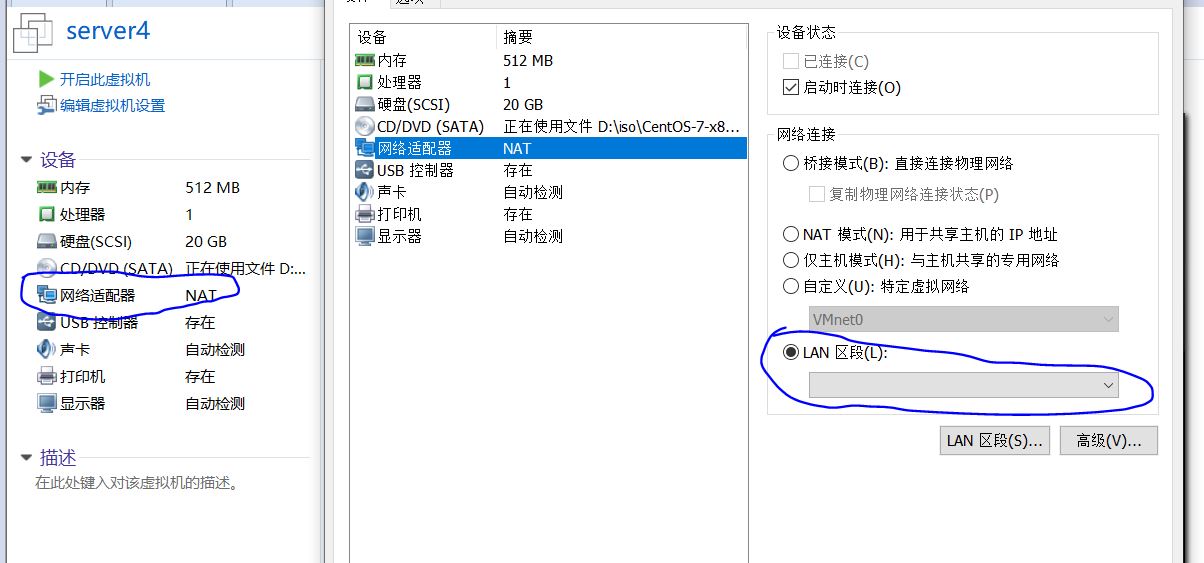 server4
开启此虚拟机
编辑虚拟机设置
设备
内存 512 MB
处理器 1
硬盘(SCSI) 20 GB
CD/DVD (SATA) 正在使用文件 D:...
网络适配器 NAT
USB 控制器 存在
声卡 自动检测
打印机 存在
显示器 自动检测
描述
在此处键入对该虚拟机的描述。
设备 摘要
内存 512 MB
处理器 1
硬盘(SCSI) 20 GB
CD/DVD (SATA) 正在使用文件 D:\iso\CentOS-7-x8...
网络适配器 NAT
USB 控制器 存在
声卡 自动检测
打印机 存在
显示器 自动检测
设备状态
已连接(C)
启动时连接(O)
网络连接
桥接模式(B): 直接连接物理网络
复制物理网络连接状态(P)
NAT 模式(N): 用于共享主机的 IP 地址
仅主机模式(H): 与主机共享的专用网络
自定义(U): 特定虚拟网络
VMnet0
LAN 区段(L):
LAN 区段(S)... 高级(V)...